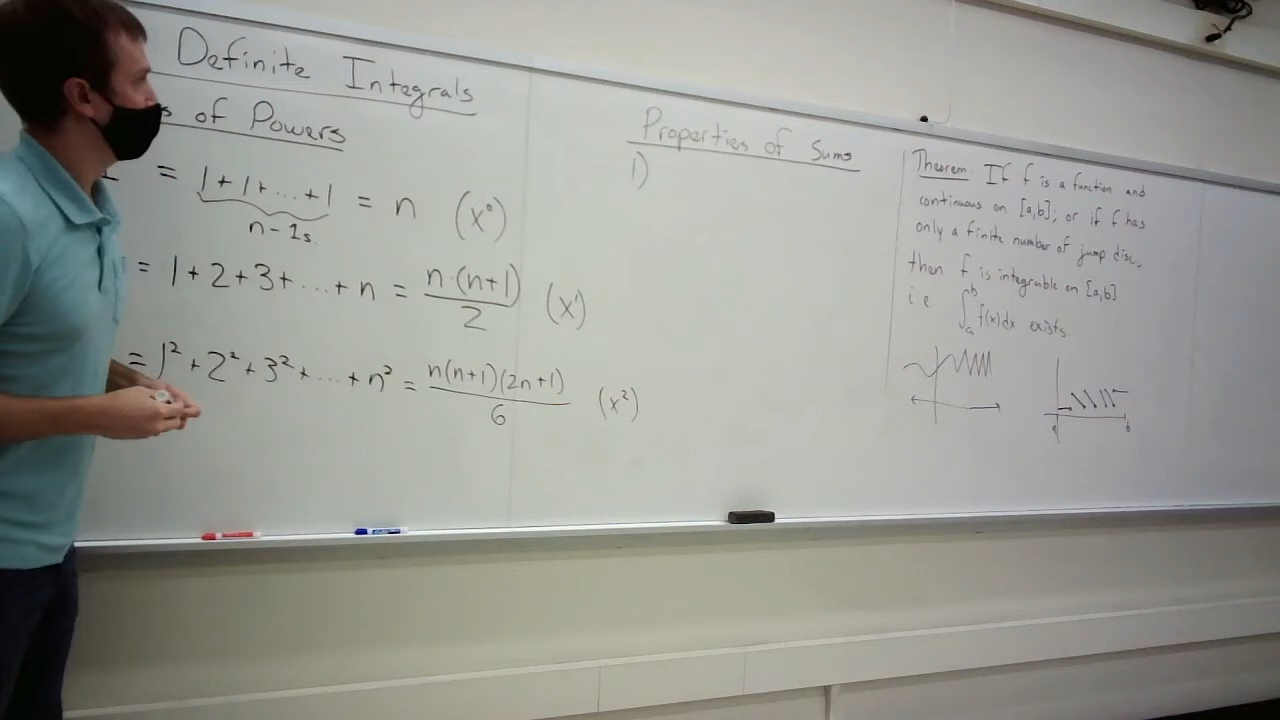 Definite Integrals
s of Powers
= 1+1+...+1 = n (x⁰)
n-1s
= 1+2+3+...+n = n·(n+1)/2 (x¹)
= 1²+2²+3²+...+n² = n(n+1)(2n+1)/6 (x²)
Properties of Sums
1)
Theorem If f is a function and
continuous on [a,b], or if f has
only a finite number of jump disc.
then f is integrable on [a,b]
i.e. ∫ₐᵇ f(x)dx exists
a b